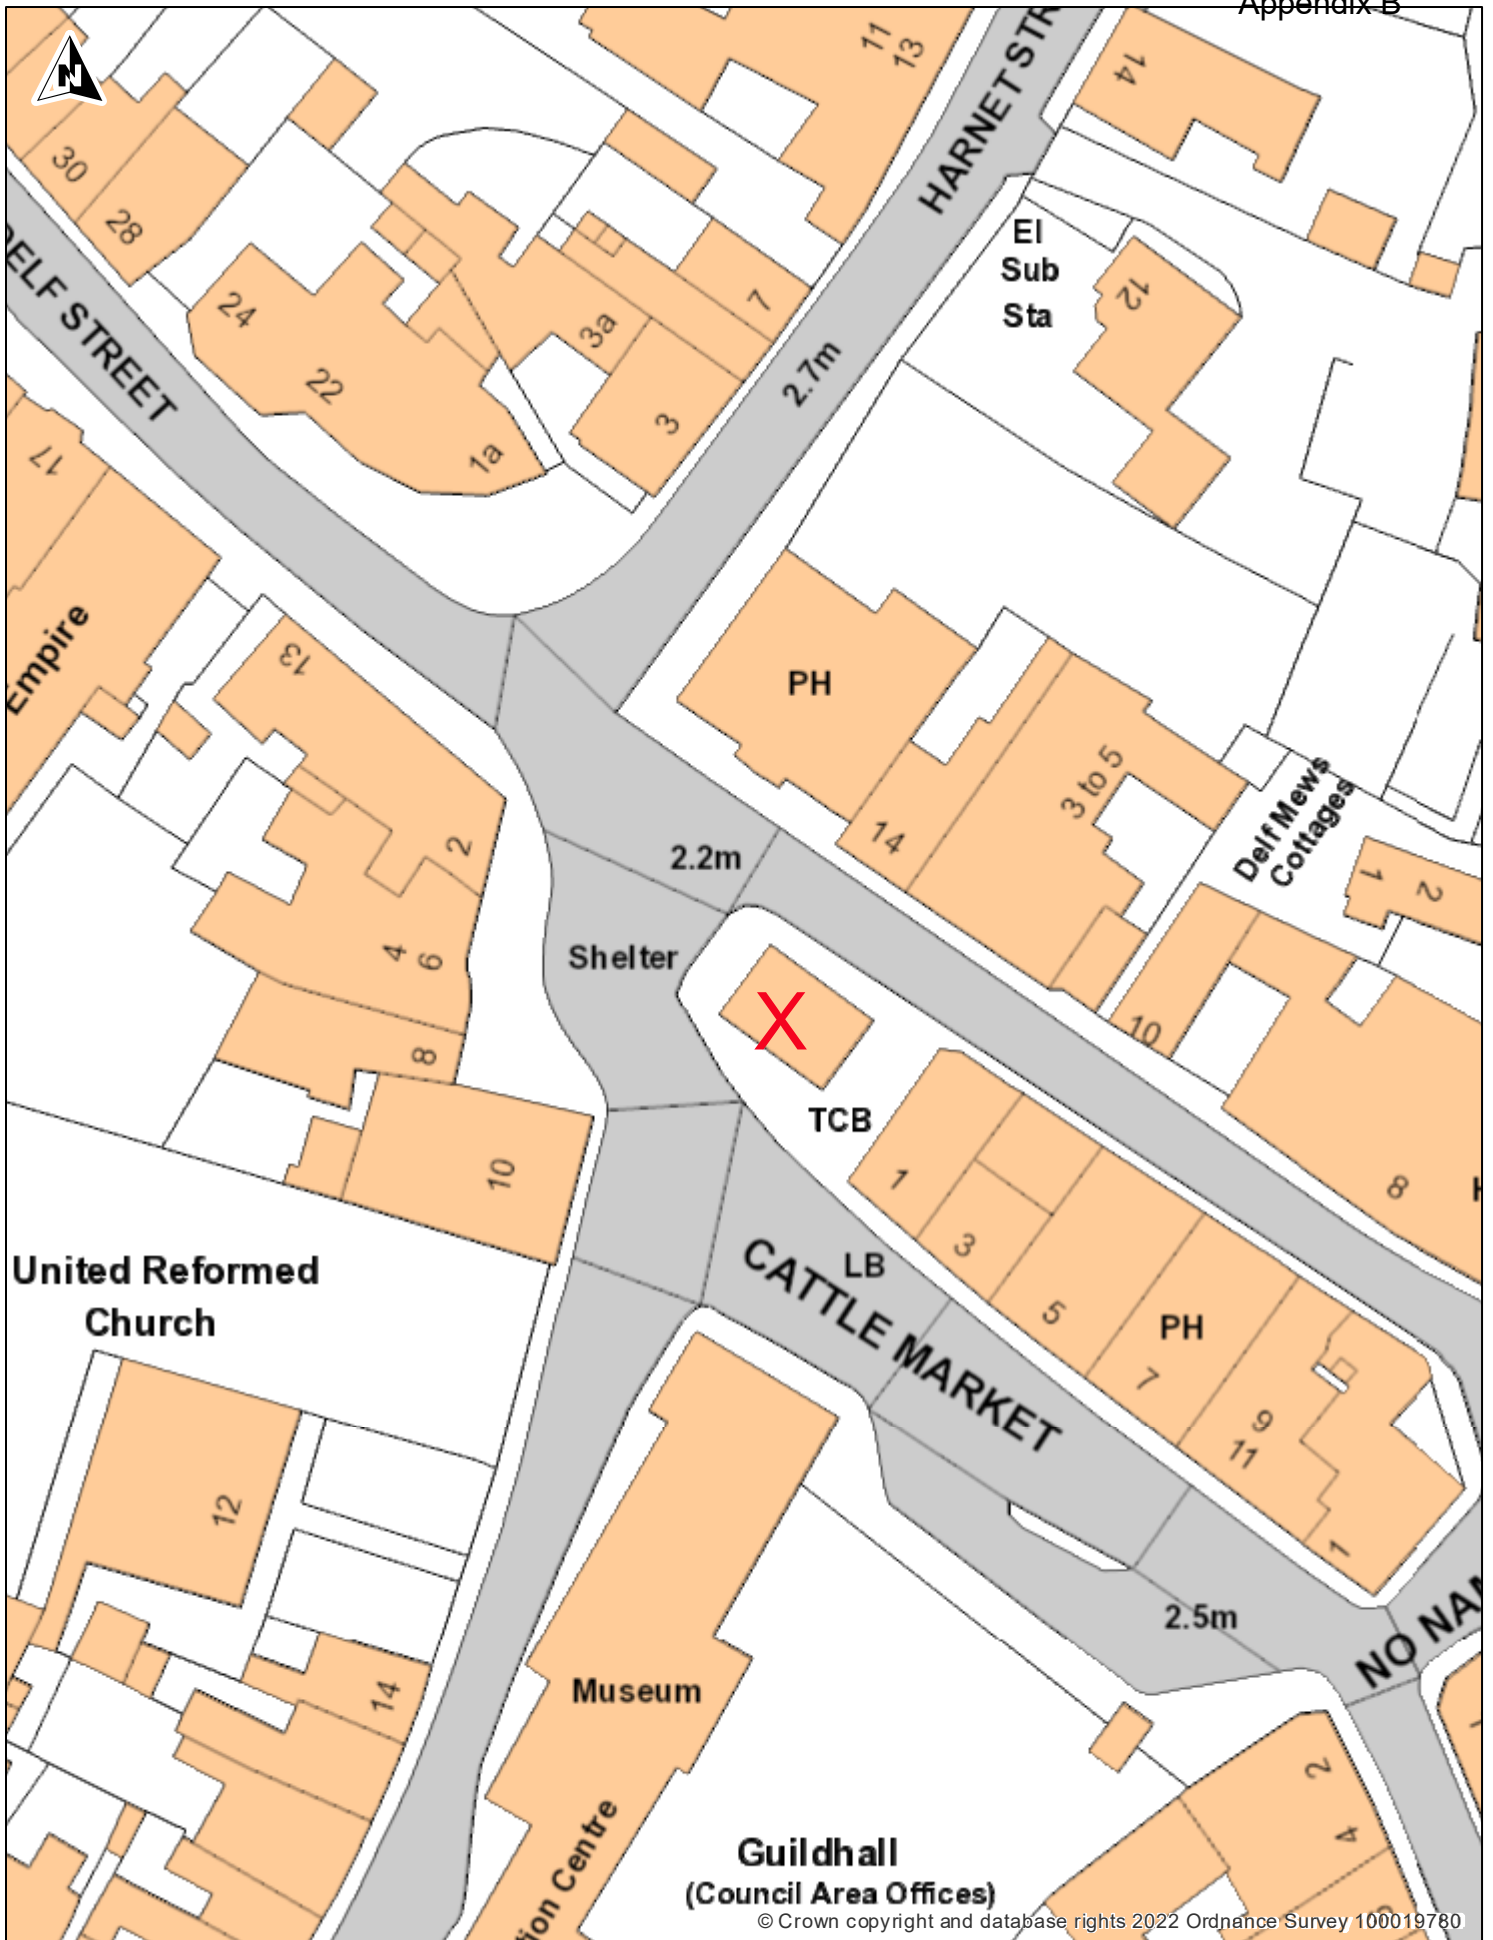 Appendix B
N
11
13
HARNET STR
14
30
28
El
Sub
Sta
12
DELF STREET
24
22
3a
7
2.7m
3
1a
17
Empire
13
PH
3 to 5
14
2
2.2m
Delf Mews
Cottages
1
2
4
6
Shelter
X
8
10
TCB
10
1
8
3
LB
CATTLE MARKET
5
PH
7
9
11
1
United Reformed
Church
12
2.5m
NO NAM
Museum
14
2
4
tion Centre
Guildhall
(Council Area Offices)
© Crown copyright and database rights 2022 Ordnance Survey 100019780